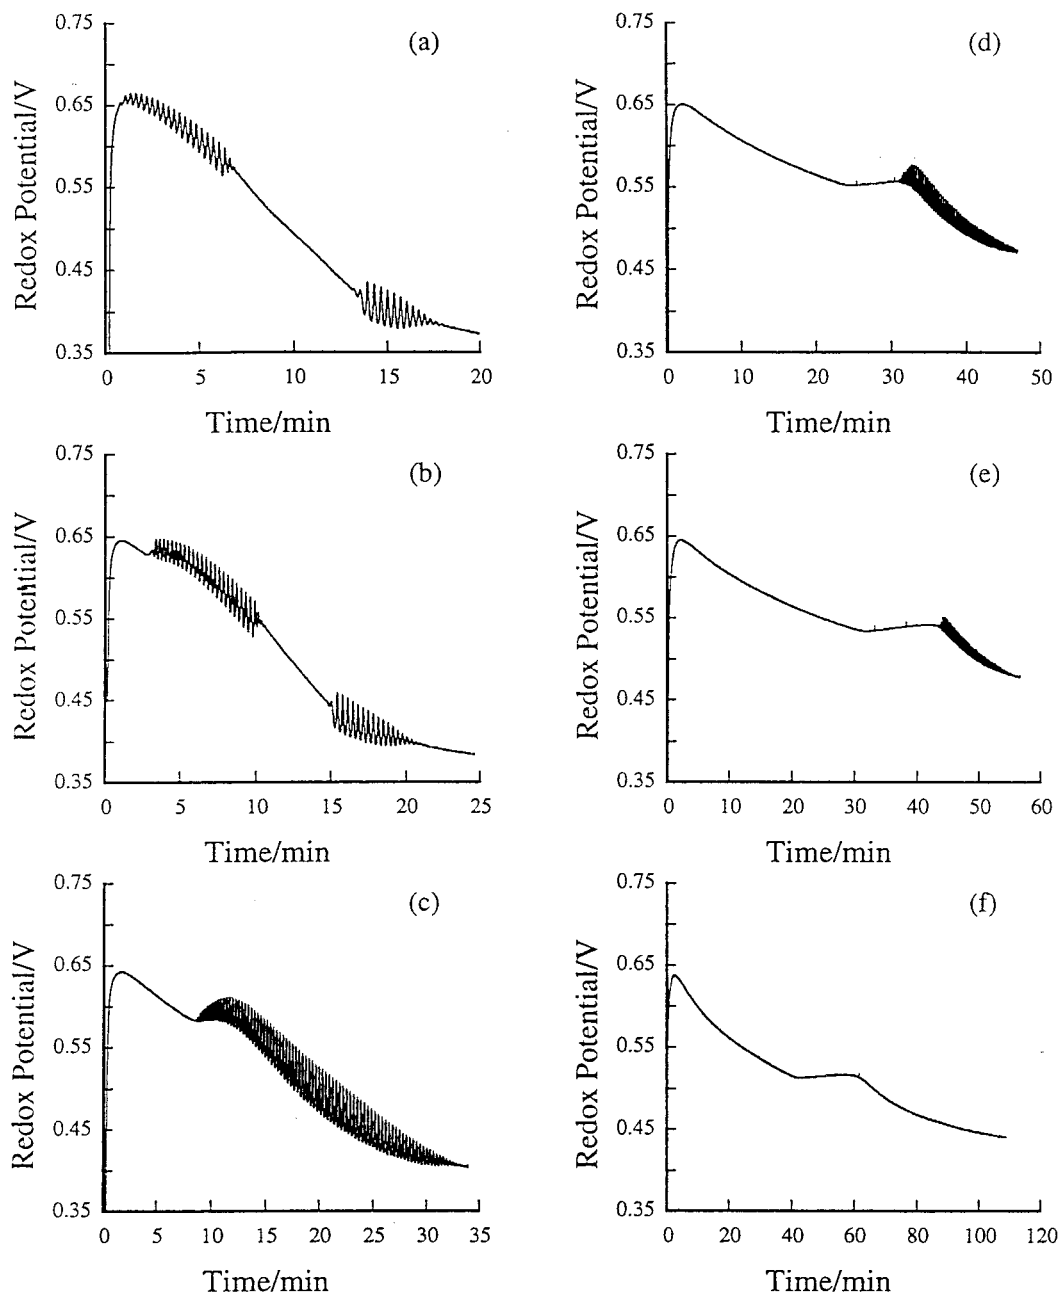 (a)
Redox Potential/V
0.75
0.65
0.55
0.45
0.35
0 5 10 15 20
Time/min
(b)
Redox Potential/V
0.75
0.65
0.55
0.45
0.35
0 5 10 15 20 25
Time/min
(c)
Redox Potential/V
0.75
0.65
0.55
0.45
0.35
0 5 10 15 20 25 30 35
Time/min
(d)
Redox Potential/V
0.75
0.65
0.55
0.45
0.35
0 10 20 30 40 50
Time/min
(e)
Redox Potential/V
0.75
0.65
0.55
0.45
0.35
0 10 20 30 40 50 60
Time/min
(f)
Redox Potential/V
0.75
0.65
0.55
0.45
0.35
0 20 40 60 80 100 120
Time/min